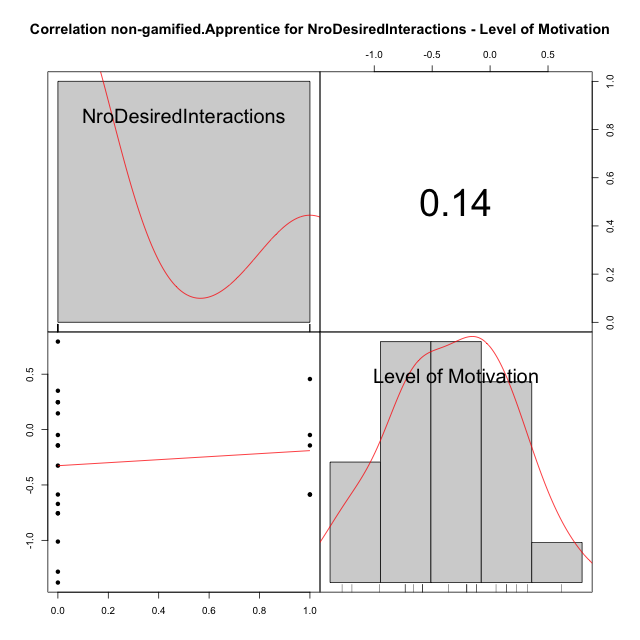 Correlation non-gamified.Apprentice for NroDesiredInteractions - Level of Motivation
-1.0 -0.5 0.0 0.5
NroDesiredInteractions
0.14
1.0
0.8
0.6
0.4
0.2
0.0
Level of Motivation
0.5
0.0
-0.5
-1.0
0.0 0.2 0.4 0.6 0.8 1.0